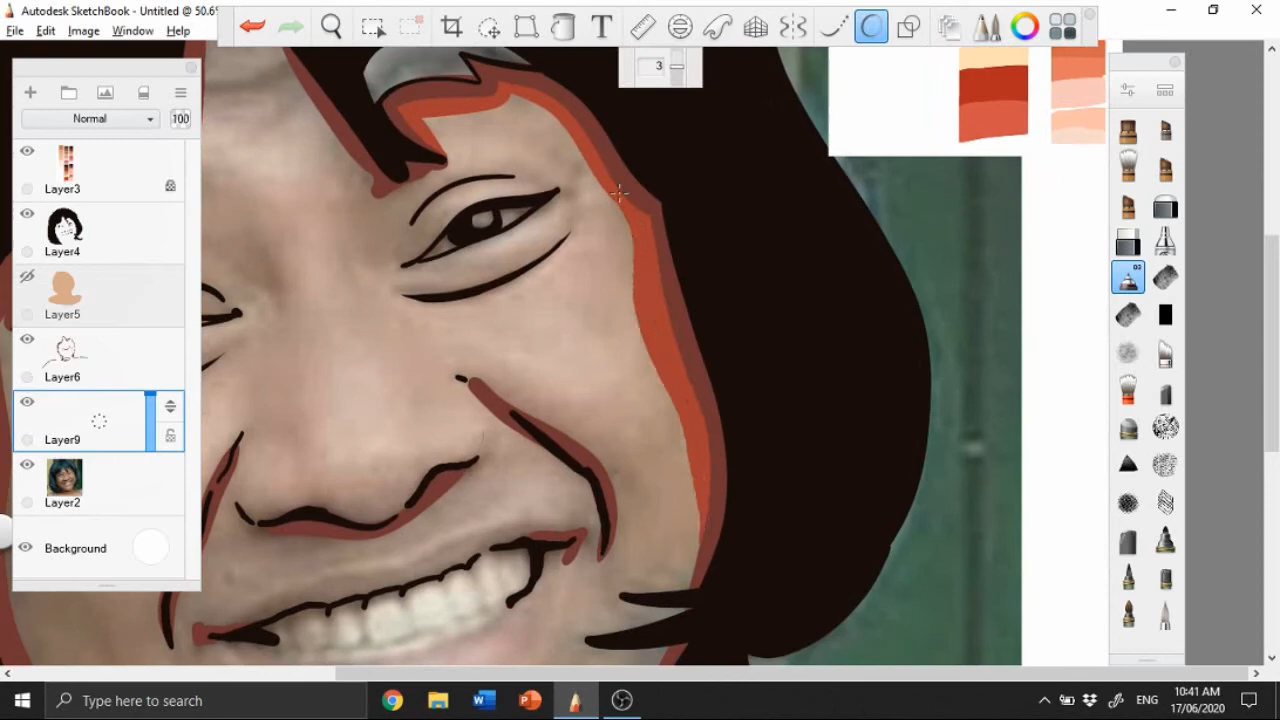 Autodesk SketchBook - Untitled @ 50.6%
File Edit Image Window Help
T
3
Normal 100
Layer3
Layer4
Layer5
Layer6
Layer9
Layer2
Background
Type here to search
ENG
10:41 AM
17/06/2020